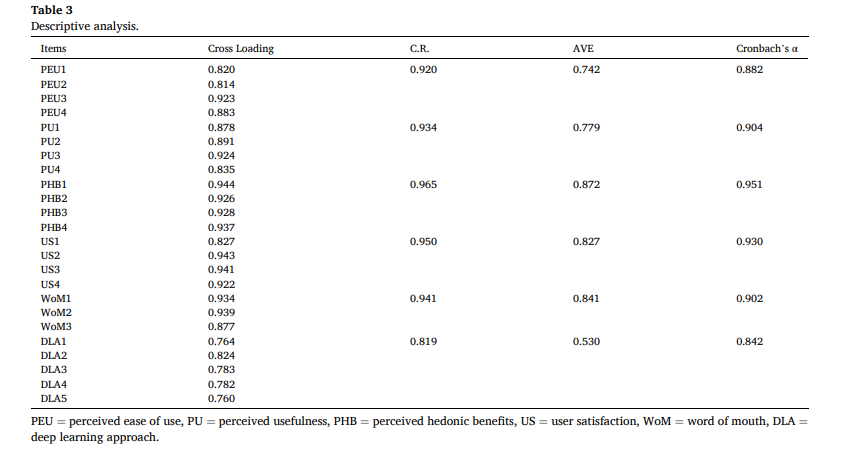 Table 3
Descriptive analysis.
Items Cross Loading C.R. AVE Cronbach's α
PEU1 0.820 0.920 0.742 0.882
PEU2 0.814
PEU3 0.923
PEU4 0.883
PU1 0.878 0.934 0.779 0.904
PU2 0.891
PU3 0.924
PU4 0.835
PHB1 0.944 0.965 0.872 0.951
PHB2 0.926
PHB3 0.928
PHB4 0.937
US1 0.827 0.950 0.827 0.930
US2 0.943
US3 0.941
US4 0.922
WoM1 0.934 0.941 0.841 0.902
WoM2 0.939
WoM3 0.877
DLA1 0.764 0.819 0.530 0.842
DLA2 0.824
DLA3 0.783
DLA4 0.782
DLA5 0.760
PEU = perceived ease of use, PU = perceived usefulness, PHB = perceived hedonic benefits, US = user satisfaction, WoM = word of mouth, DLA =
deep learning approach.